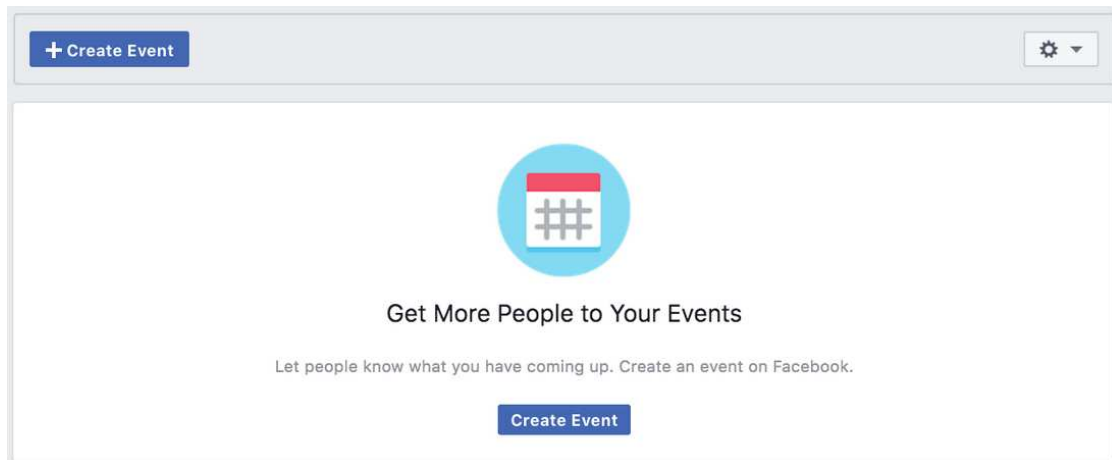 + Create Event
Get More People to Your Events
Let people know what you have coming up. Create an event on Facebook.
Create Event